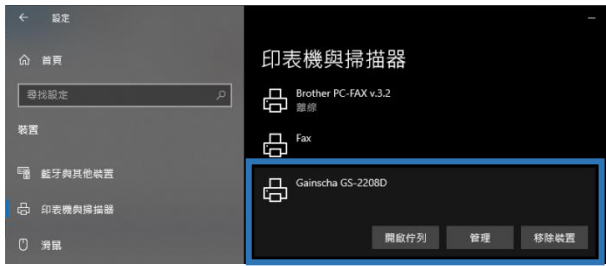 設定
首頁
尋找設定
裝置
藍牙與其他裝置
印表機與掃描器
滑鼠
印表機與掃描器
Brother PC-FAX v.3.2
離線
Fax
Gainscha GS-2208D
開啟佇列 管理 移除裝置